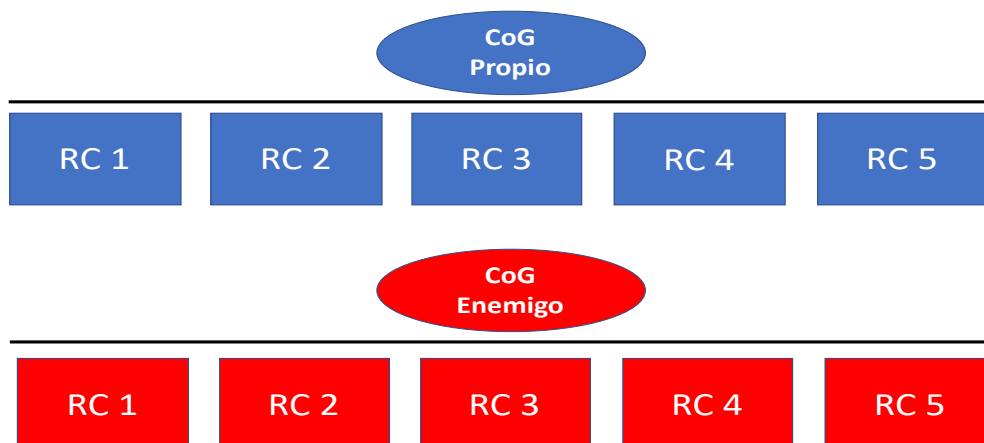 CoG
Propio
RC 1 RC 2 RC 3 RC 4 RC 5
CoG
Enemigo
RC 1 RC 2 RC 3 RC 4 RC 5